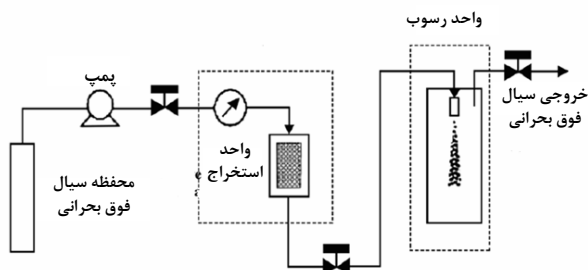 واحد رسوب
پمپ
خروجی سیال
فوق بحرانی
واحد
استخراج
محفظه سیال
فوق بحرانی